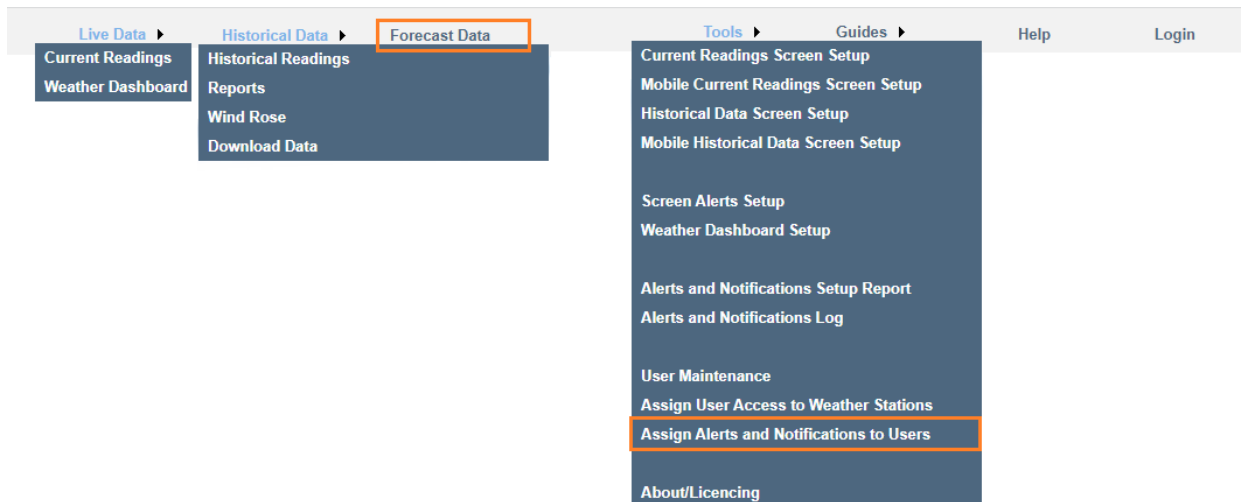 Live Data
Historical Data
Forecast Data
Tools
Guides
Help
Login
Current Readings
Weather Dashboard
Historical Readings
Reports
Wind Rose
Download Data
Current Readings Screen Setup
Mobile Current Readings Screen Setup
Historical Data Screen Setup
Mobile Historical Data Screen Setup
Screen Alerts Setup
Weather Dashboard Setup
Alerts and Notifications Setup Report
Alerts and Notifications Log
User Maintenance
Assign User Access to Weather Stations
Assign Alerts and Notifications to Users
About/Licencing